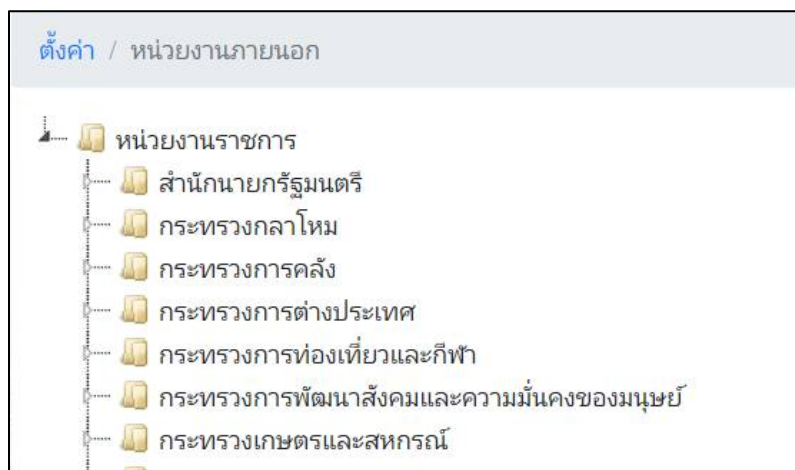 ตั้งค่า / หน่วยงานภายนอก
หน่วยงานราชการ
สำนักนายกรัฐมนตรี
กระทรวงกลาโหม
กระทรวงการคลัง
กระทรวงการต่างประเทศ
กระทรวงการท่องเที่ยวและกีฬา
กระทรวงการพัฒนาสังคมและความมั่นคงของมนุษย์
กระทรวงเกษตรและสหกรณ์